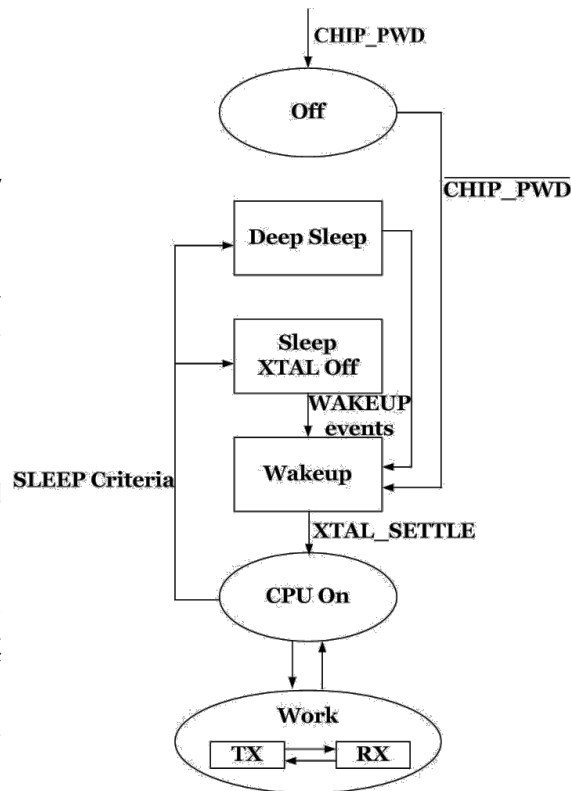 CHIP_PWD
Off
CHIP_PWD
Deep Sleep
Sleep
XTAL Off
WAKEUP
events
Wakeup
SLEEP Criteria
XTAL_SETTLE
CPU On
Work
TX
RX